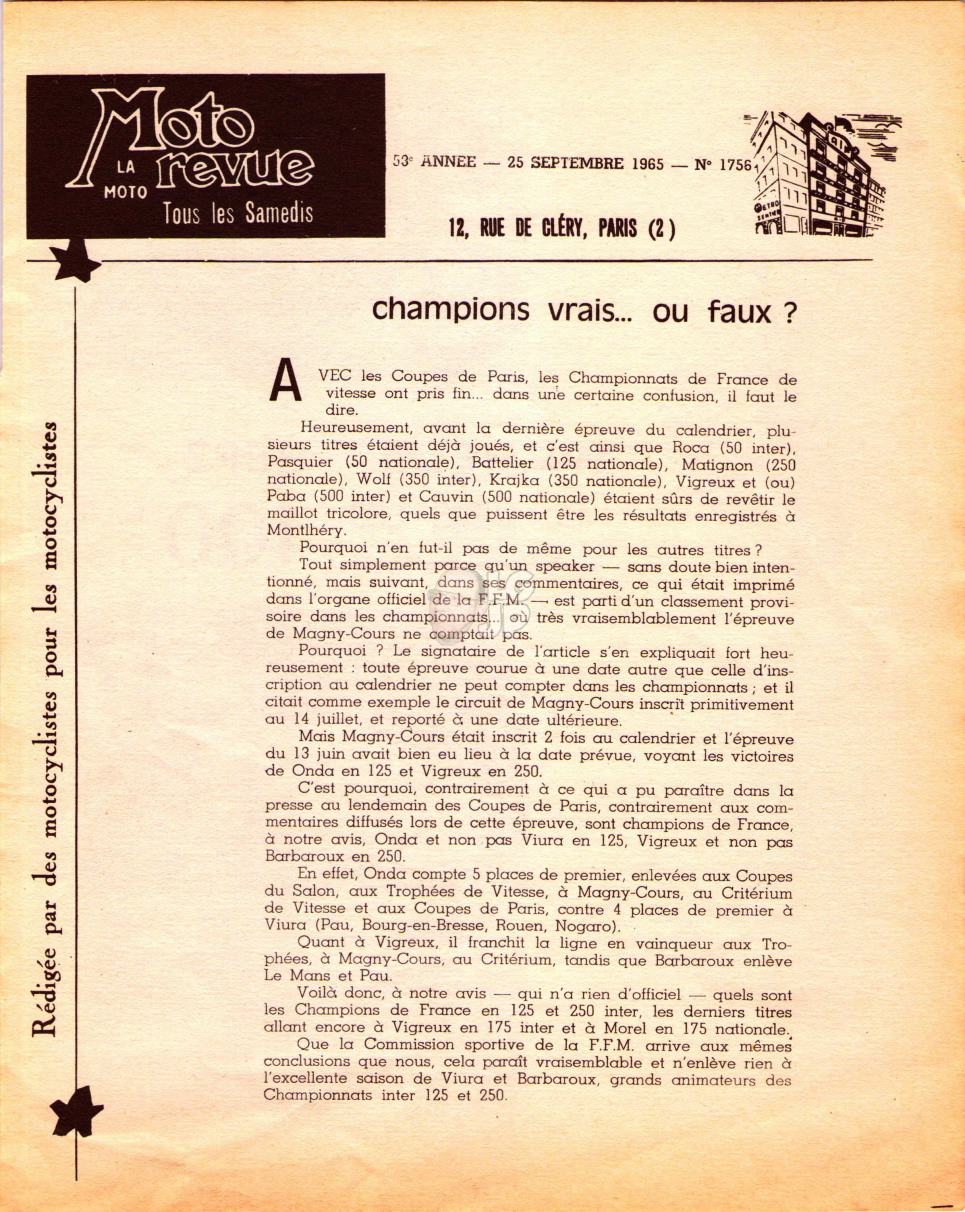 Moto
LA revue
MOTO
Tous les Samedis
53e ANNEE — 25 SEPTEMBRE 1965 — N° 1756
12, RUE DE CLÉRY, PARIS (2)
METRO
SENTIER
Rédigée par des motocyclistes pour les motocyclistes
champions vrais... ou faux ?
AVEC les Coupes de Paris, les Championnats de France de
vitesse ont pris fin... dans une certaine confusion, il faut le
dire.
Heureusement, avant la dernière épreuve du calendrier, plu-
sieurs titres étaient déjà joués, et c'est ainsi que Roca (50 inter),
Pasquier (50 nationale), Battelier (125 nationale), Matignon (250
nationale), Wolf (350 inter), Krajka (350 nationale), Vigreux et (ou)
Paba (500 inter) et Cauvin (500 nationale) étaient sûrs de revêtir le
maillot tricolore, quels que puissent être les résultats enregistrés à
Montlhéry.
Pourquoi n'en fut-il pas de même pour les autres titres ?
Tout simplement parce qu'un speaker — sans doute bien inten-
tionné, mais suivant, dans ses commentaires, ce qui était imprimé
dans l'organe officiel de la F.F.M. — est parti d'un classement provi-
soire dans les championnats... où très vraisemblablement l'épreuve
de Magny-Cours ne comptait pas.
Pourquoi ? Le signataire de l'article s'en expliquait fort heu-
reusement : toute épreuve courue à une date autre que celle d'ins-
cription au calendrier ne peut compter dans les championnats ; et il
citait comme exemple le circuit de Magny-Cours inscrit primitivement
au 14 juillet, et reporté à une date ultérieure.
Mais Magny-Cours était inscrit 2 fois au calendrier et l'épreuve
du 13 juin avait bien eu lieu à la date prévue, voyant les victoires
de Onda en 125 et Vigreux en 250.
C'est pourquoi, contrairement à ce qui a pu paraître dans la
presse au lendemain des Coupes de Paris, contrairement aux com-
mentaires diffusés lors de cette épreuve, sont champions de France,
à notre avis, Onda et non pas Viura en 125, Vigreux et non pas
Barbaroux en 250.
En effet, Onda compte 5 places de premier, enlevées aux Coupes
du Salon, aux Trophées de Vitesse, à Magny-Cours, au Critérium
de Vitesse et aux Coupes de Paris, contre 4 places de premier à
Viura (Pau, Bourg-en-Bresse, Rouen, Nogaro).
Quant à Vigreux, il franchit la ligne en vainqueur aux Tro-
phées, à Magny-Cours, au Critérium, tandis que Barbaroux enlève
Le Mans et Pau.
Voilà donc, à notre avis — qui n'a rien d'officiel — quels sont
les Champions de France en 125 et 250 inter, les derniers titres
allant encore à Vigreux en 175 inter et à Morel en 175 nationale.
Que la Commission sportive de la F.F.M. arrive aux mêmes
conclusions que nous, cela paraît vraisemblable et n'enlève rien à
l'excellente saison de Viura et Barbaroux, grands animateurs des
Championnats inter 125 et 250.